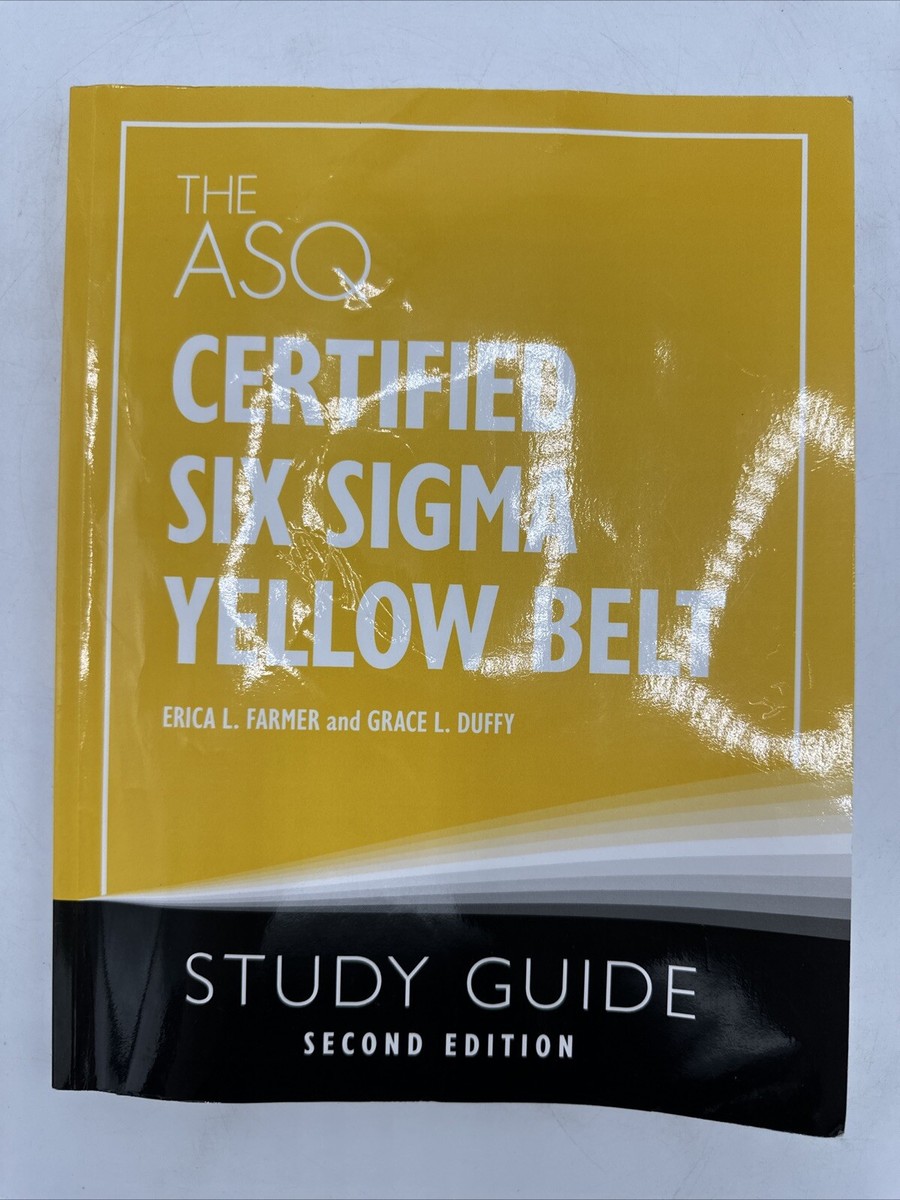 THE
ASQ
CERTIFIED
SIX SIGMA
YELLOW BELT
ERICA L. FARMER and GRACE L. DUFFY
STUDY GUIDE
SECOND EDITION